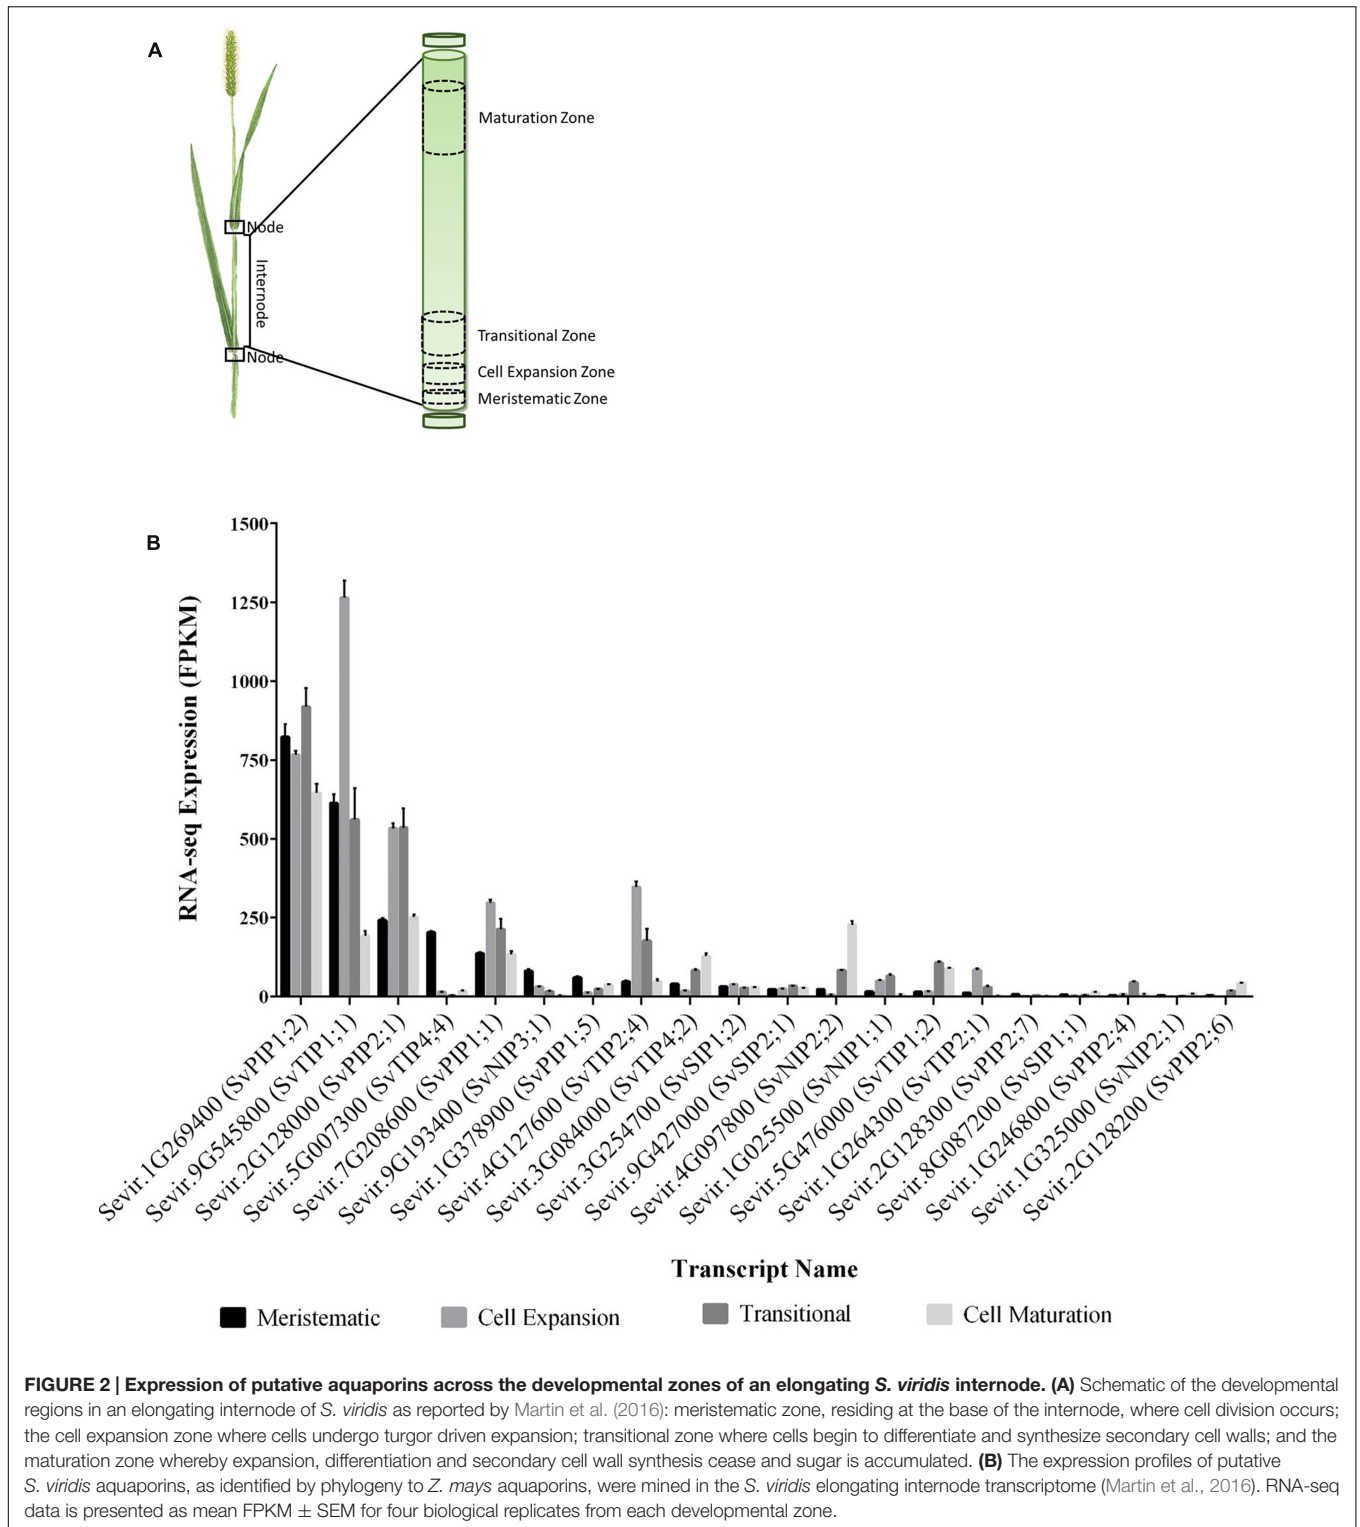 A
Maturation Zone
Node
Internode
Transitional Zone
Node
Cell Expansion Zone
Meristematic Zone
B
RNA-seq Expression (FPKM)
1500
1250
1000
750
500
250
0
Sevir.1G269400 (SvPIP1;2)
Sevir.9G545800 (SvTIP1;1)
Sevir.2G128000 (SvPIP2;1)
Sevir.5G007300 (SvTIP4;4)
Sevir.7G208600 (SvPIP1;1)
Sevir.9G193400 (SvNIP3;1)
Sevir.1G378900 (SvPIP1;5)
Sevir.4G127600 (SvTIP2;4)
Sevir.3G084000 (SvTIP4;2)
Sevir.3G254700 (SvSIP1;2)
Sevir.9G427000 (SvSIP2;1)
Sevir.4G097800 (SvNIP2;2)
Sevir.1G025500 (SvNIP1;1)
Sevir.5G476000 (SvTIP1;2)
Sevir.1G264300 (SvTIP2;1)
Sevir.2G128300 (SvPIP2;7)
Sevir.8G087200 (SvSIP1;1)
Sevir.1G246800 (SvPIP2;4)
Sevir.1G325000 (SvNIP2;1)
Sevir.2G128200 (SvPIP2;6)
Transcript Name
Meristematic
Cell Expansion
Transitional
Cell Maturation
FIGURE 2 | Expression of putative aquaporins across the developmental zones of an elongating S. viridis internode. (A) Schematic of the developmental
regions in an elongating internode of S. viridis as reported by Martin et al. (2016): meristematic zone, residing at the base of the internode, where cell division occurs;
the cell expansion zone where cells undergo turgor driven expansion; transitional zone where cells begin to differentiate and synthesize secondary cell walls; and the
maturation zone whereby expansion, differentiation and secondary cell wall synthesis cease and sugar is accumulated. (B) The expression profiles of putative
S. viridis aquaporins, as identified by phylogeny to Z. mays aquaporins, were mined in the S. viridis elongating internode transcriptome (Martin et al., 2016). RNA-seq
data is presented as mean FPKM ± SEM for four biological replicates from each developmental zone.